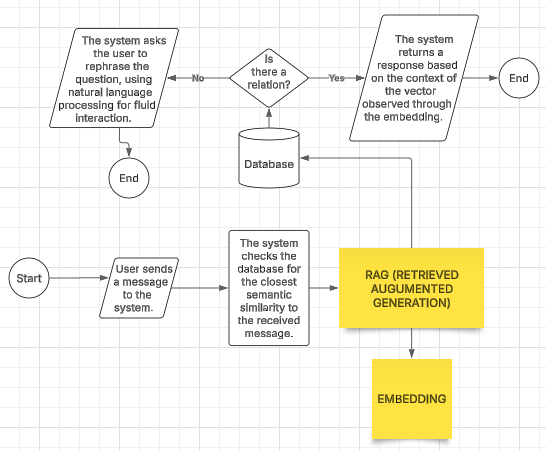 The system asks
the user to
rephrase the
question, using
natural language
processing for fluid
interaction.
No
Is
there a
relation?
Yes
The system
returns a
response based
on the context of
the vector
observed through
the embedding.
End
End
Database
Start
User sends
a message
to the
system.
The system
checks the
database for
the closest
semantic
similarity to
the received
message.
RAG (RETRIEVED
AUGUMENTED
GENERATION)
EMBEDDING